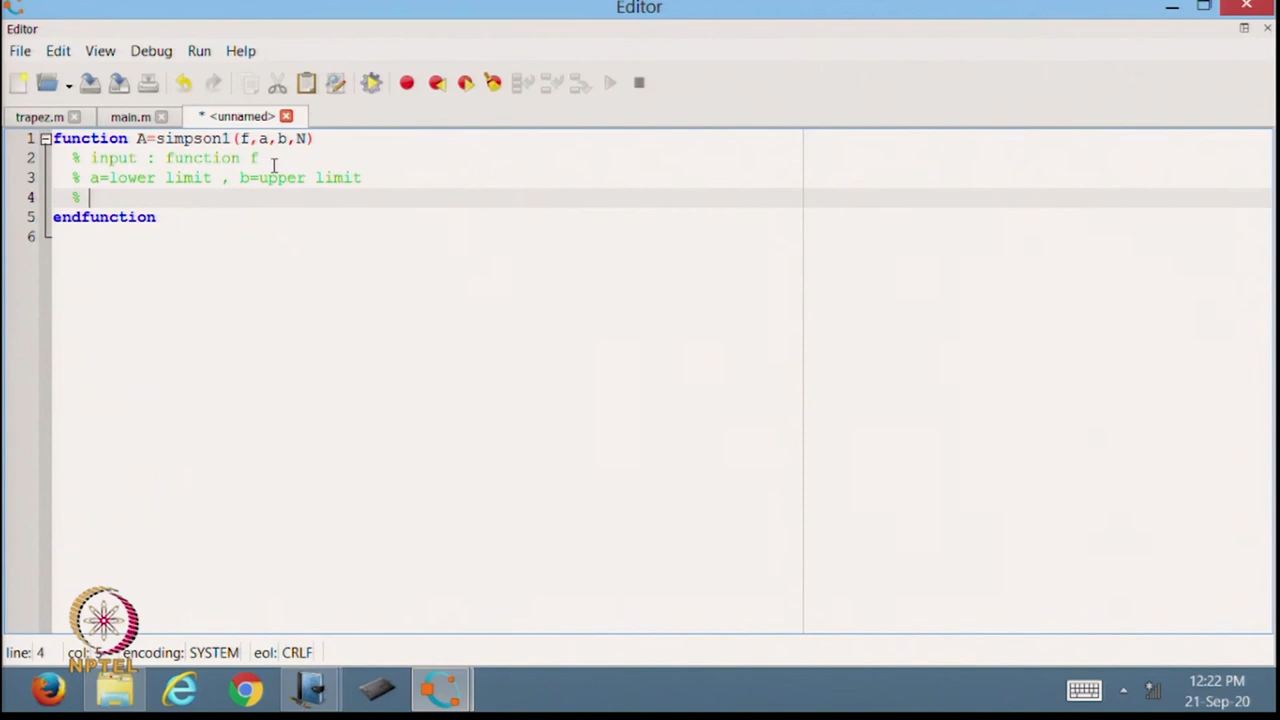 Editor
Editor
File Edit View Debug Run Help
trapez.m main.m * <unnamed>
1 function A=simpson1(f,a,b,N)
2 % input : function f
3 % a=lower limit , b=upper limit
4 %
5 endfunction
6
line: 4 col: 5 encoding: SYSTEM eol: CRLF
NPTEL
12:22 PM
21-Sep-20